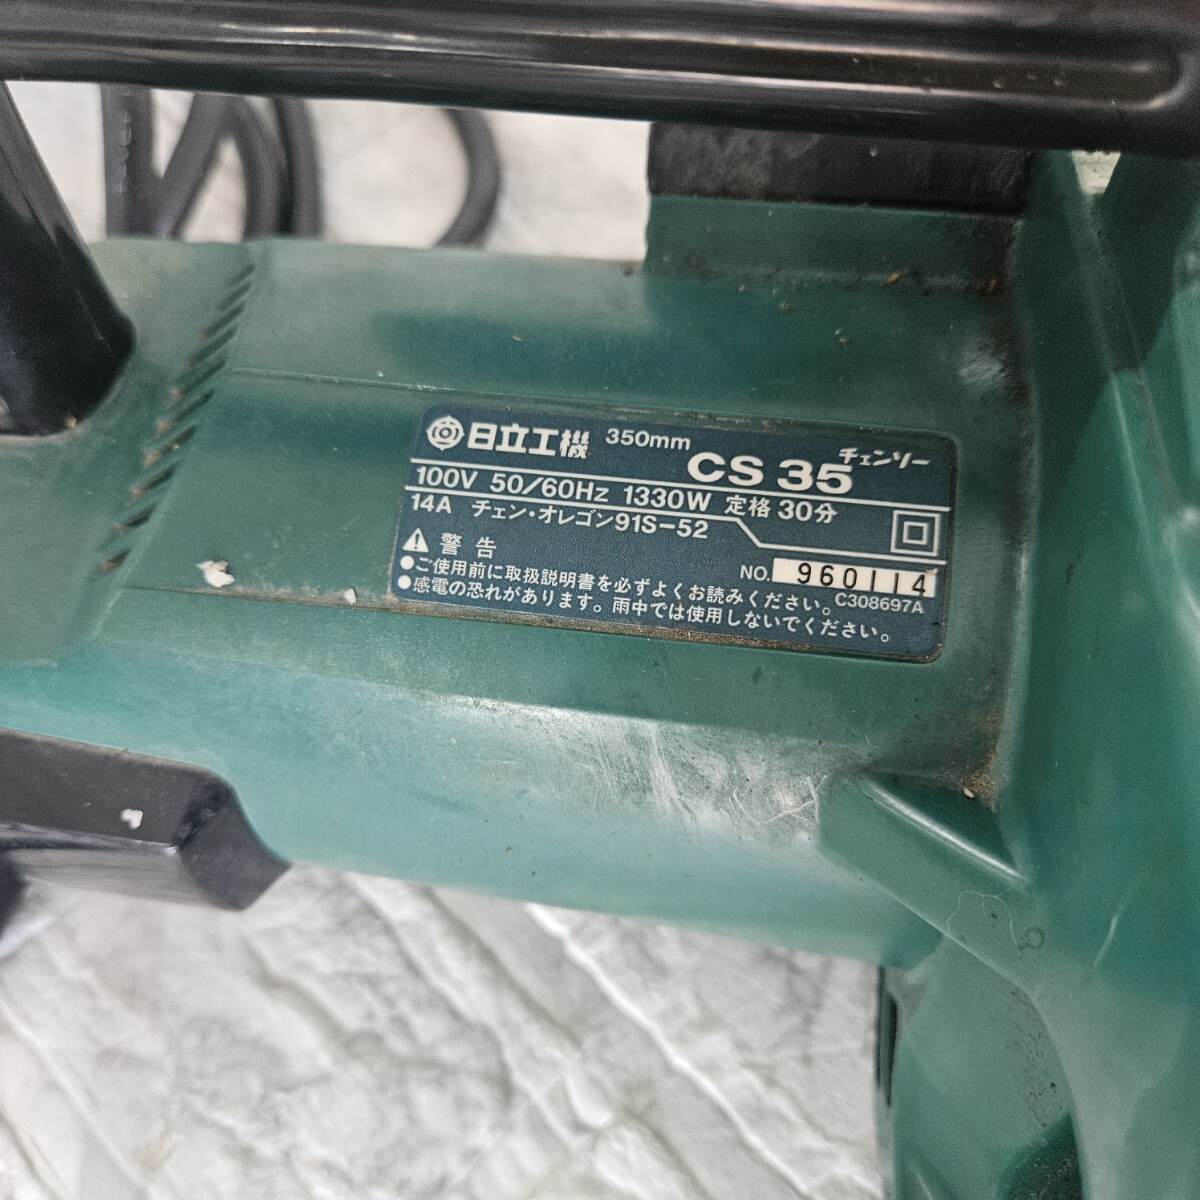 日立工機 350mm CS 35 チェンソー
100V 50/60Hz 1330W 定格 30分
14A チェン・オレゴン91S-52
警告 NO. 960114
●ご使用前に取扱説明書を必ずよくお読みください。 C308697A
●感電の恐れがあります。雨中では使用しないでください。